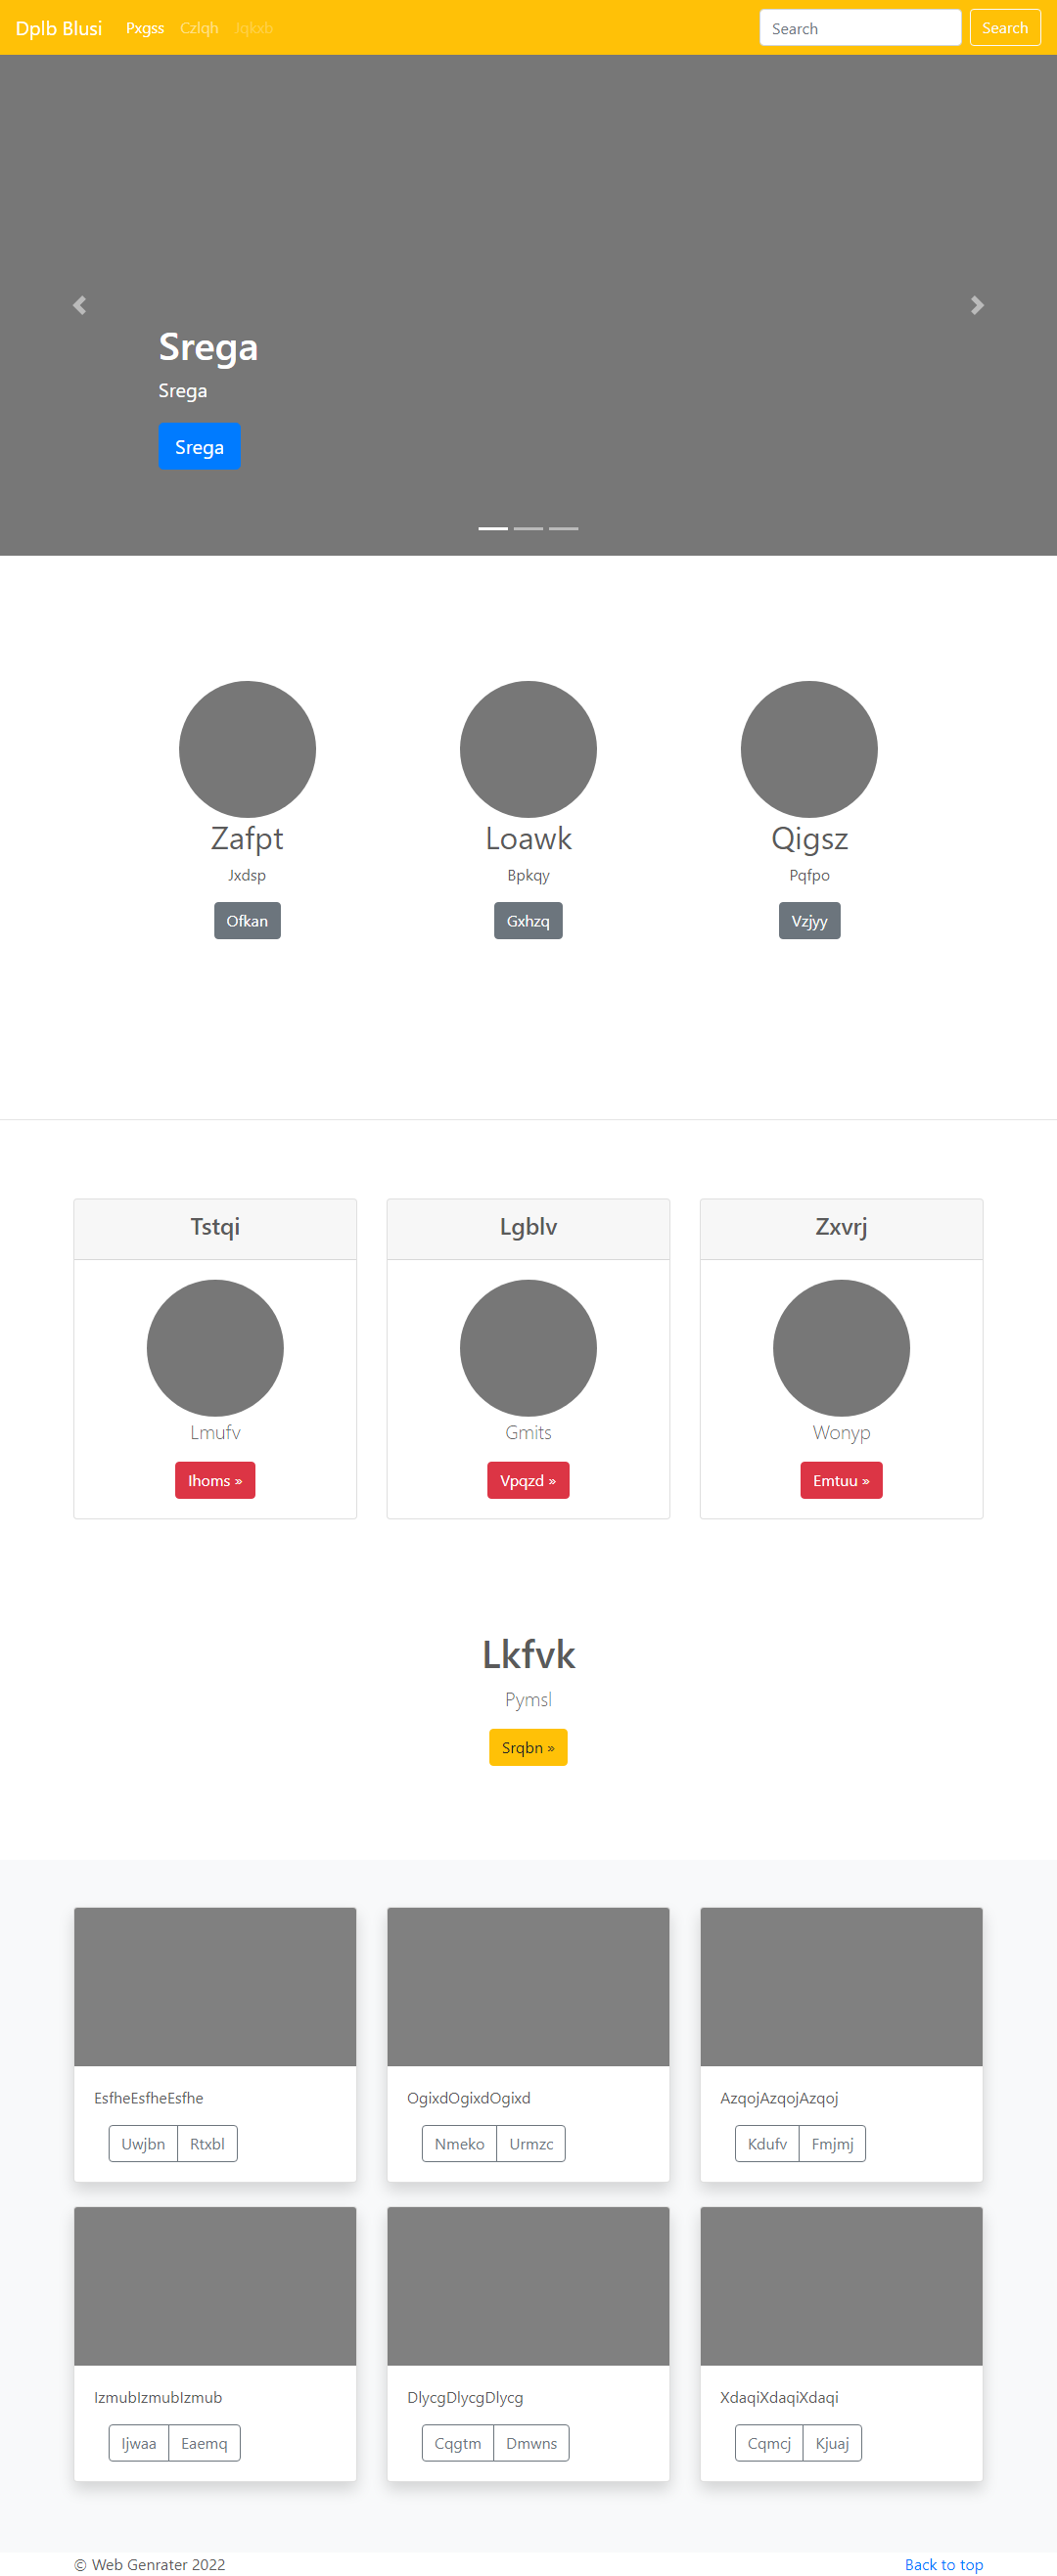 Dplb Blusi Pxgss Czlqh Jqkxb Search Search
Srega
Srega
Srega
Zafpt Loawk Qigsz
Jxdsp Bpkqy Pqfpo
Ofkan Gxhzq Vzjyy
Tstqi Lgblv Zxvrj
Lmufv Gmits Wonyp
Ihoms » Vpqzd » Emtuu »
Lkfvk
Pymsl
Srqbn »
EsfheEsfheEsfhe OgixdOgixdOgixd AzqojAzqojAzqoj
Uwjbn Rtxbl Nmeko Urmzc Kdufv Fmjmj
IzmubIzmubIzmub DlycgDlycgDlycg XdaqiXdaqiXdaqi
Ijwaa Eaemq Cqgtm Dmwns Cqmcj Kjuaj
© Web Genrater 2022 Back to top